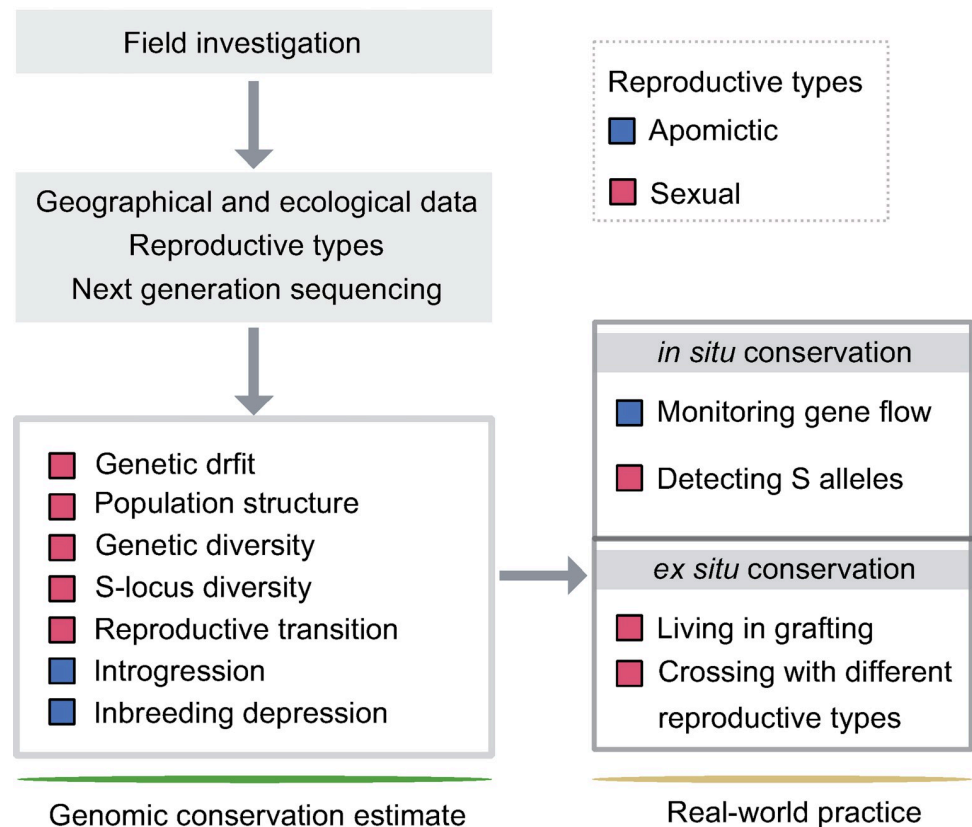 Field investigation
Geographical and ecological data
Reproductive types
Next generation sequencing
Genetic drfit
Population structure
Genetic diversity
S-locus diversity
Reproductive transition
Introgression
Inbreeding depression
Genomic conservation estimate
Reproductive types
Apomictic
Sexual
in situ conservation
Monitoring gene flow
Detecting S alleles
ex situ conservation
Living in grafting
Crossing with different
reproductive types
Real-world practice